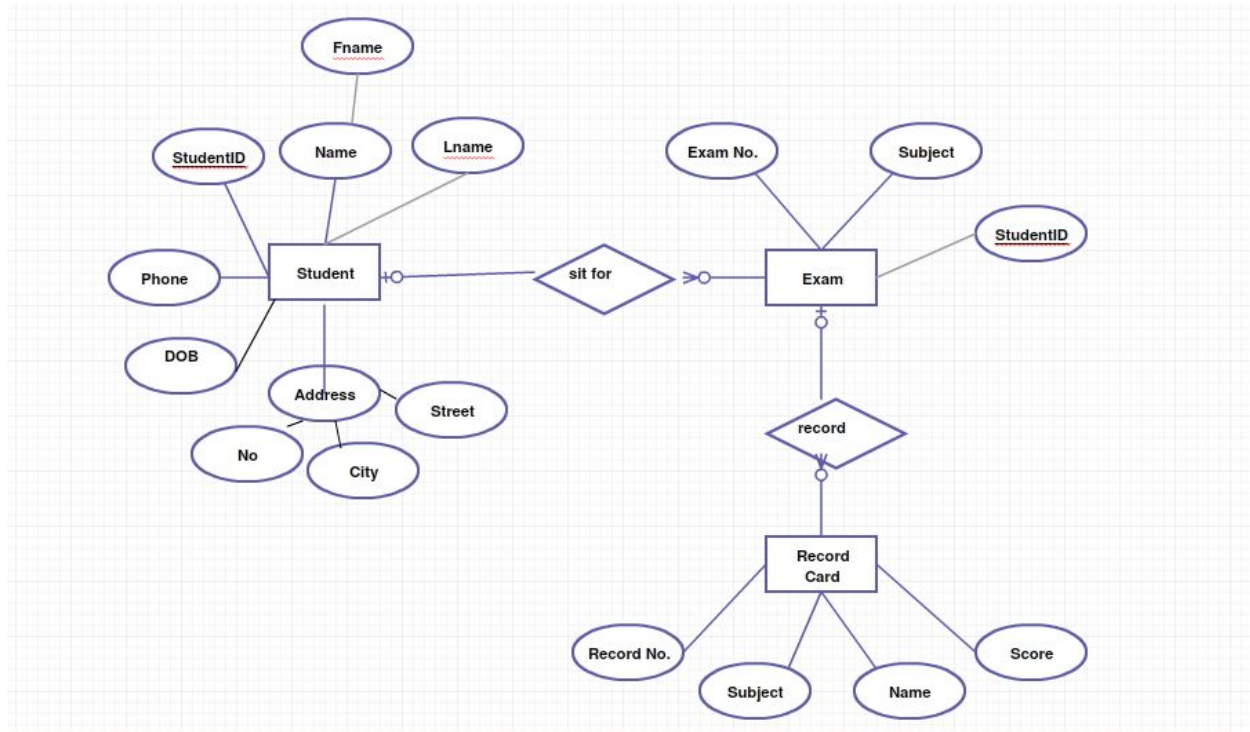 Fname
StudentID
Name
Lname
Exam No.
Subject
StudentID
Phone
Student
sit for
Exam
DOB
Address
Street
No
City
record
Record
Card
Record No.
Subject
Name
Score